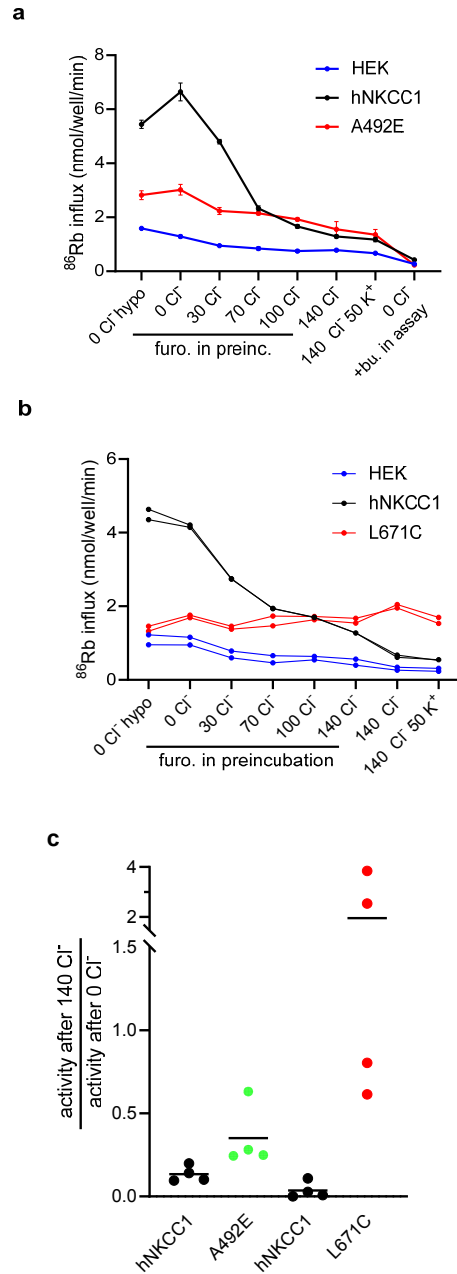 a
8
6
4
2
0
⁸⁶Rb influx (nmol/well/min)
HEK
hNKCC1
A492E
0 Cl⁻ hypo
0 Cl⁻
30 Cl⁻
70 Cl⁻
100 Cl⁻
140 Cl⁻
140 Cl⁻ 50 K⁺
0 Cl⁻
+bu. in assay
furo. in preinc.
b
6
4
2
0
⁸⁶Rb influx (nmol/well/min)
HEK
hNKCC1
L671C
0 Cl⁻ hypo
0 Cl⁻
30 Cl⁻
70 Cl⁻
100 Cl⁻
140 Cl⁻
140 Cl⁻
140 Cl⁻ 50 K⁺
furo. in preincubation
c
4
2
1.5
1.0
0.5
0.0
activity after 140 Cl⁻
activity after 0 Cl⁻
hNKCC1
A492E
hNKCC1
L671C